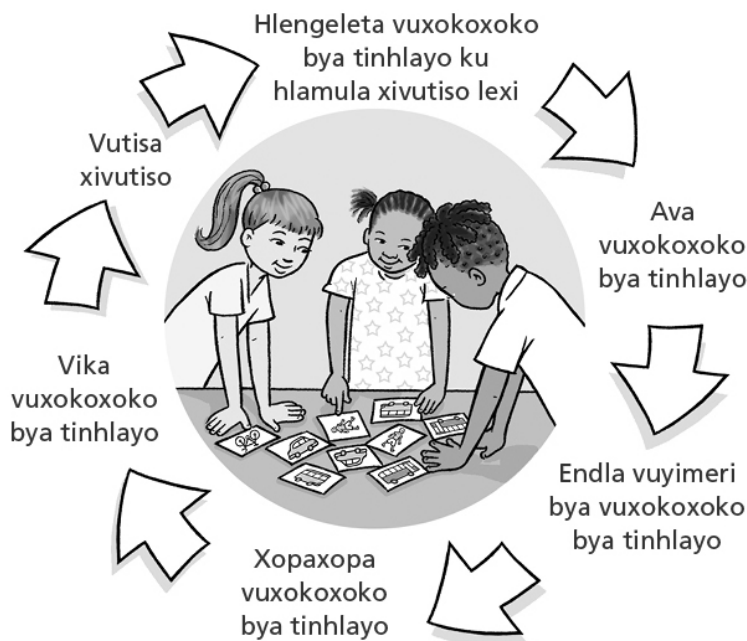 Hlengeleta vuxokoxoko
bya tinhlayo ku
hlamula xivutiso lexi
Vutisa
xivutiso
Ava
vuxokoxoko
bya tinhlayo
Vika
vuxokoxoko
bya tinhlayo
Endla vuyimeri
bya vuxokoxoko
bya tinhlayo
Xopaxopa
vuxokoxoko
bya tinhlayo